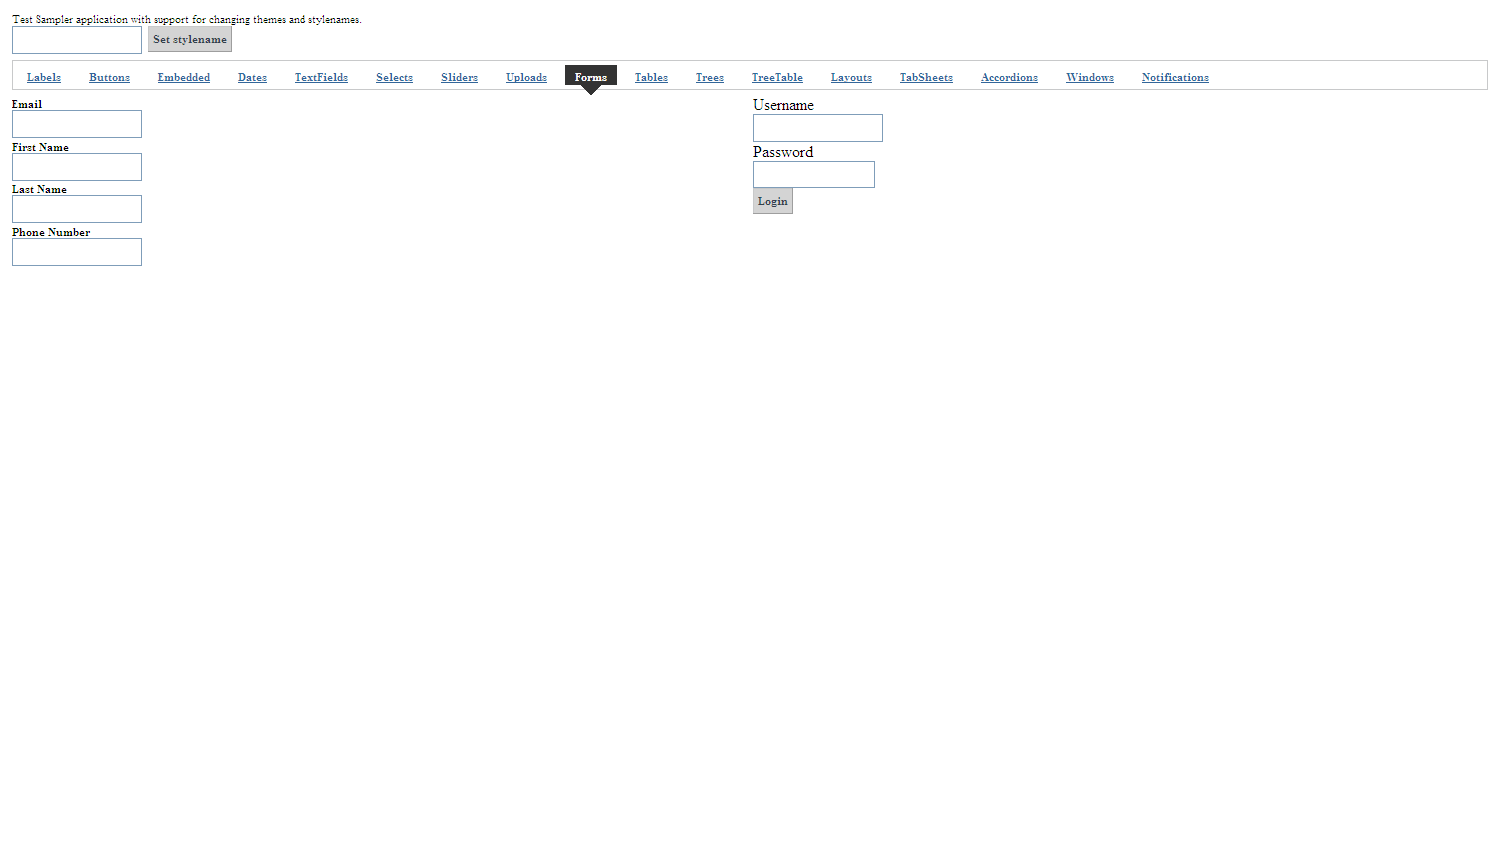 Test Sampler application with support for changing themes and stylenames.
Set stylename
Labels Buttons Embedded Dates TextFields Selects Sliders Uploads Forms Tables Trees TreeTable Layouts TabSheets Accordions Windows Notifications
Email
First Name
Last Name
Phone Number
Username
Password
Login